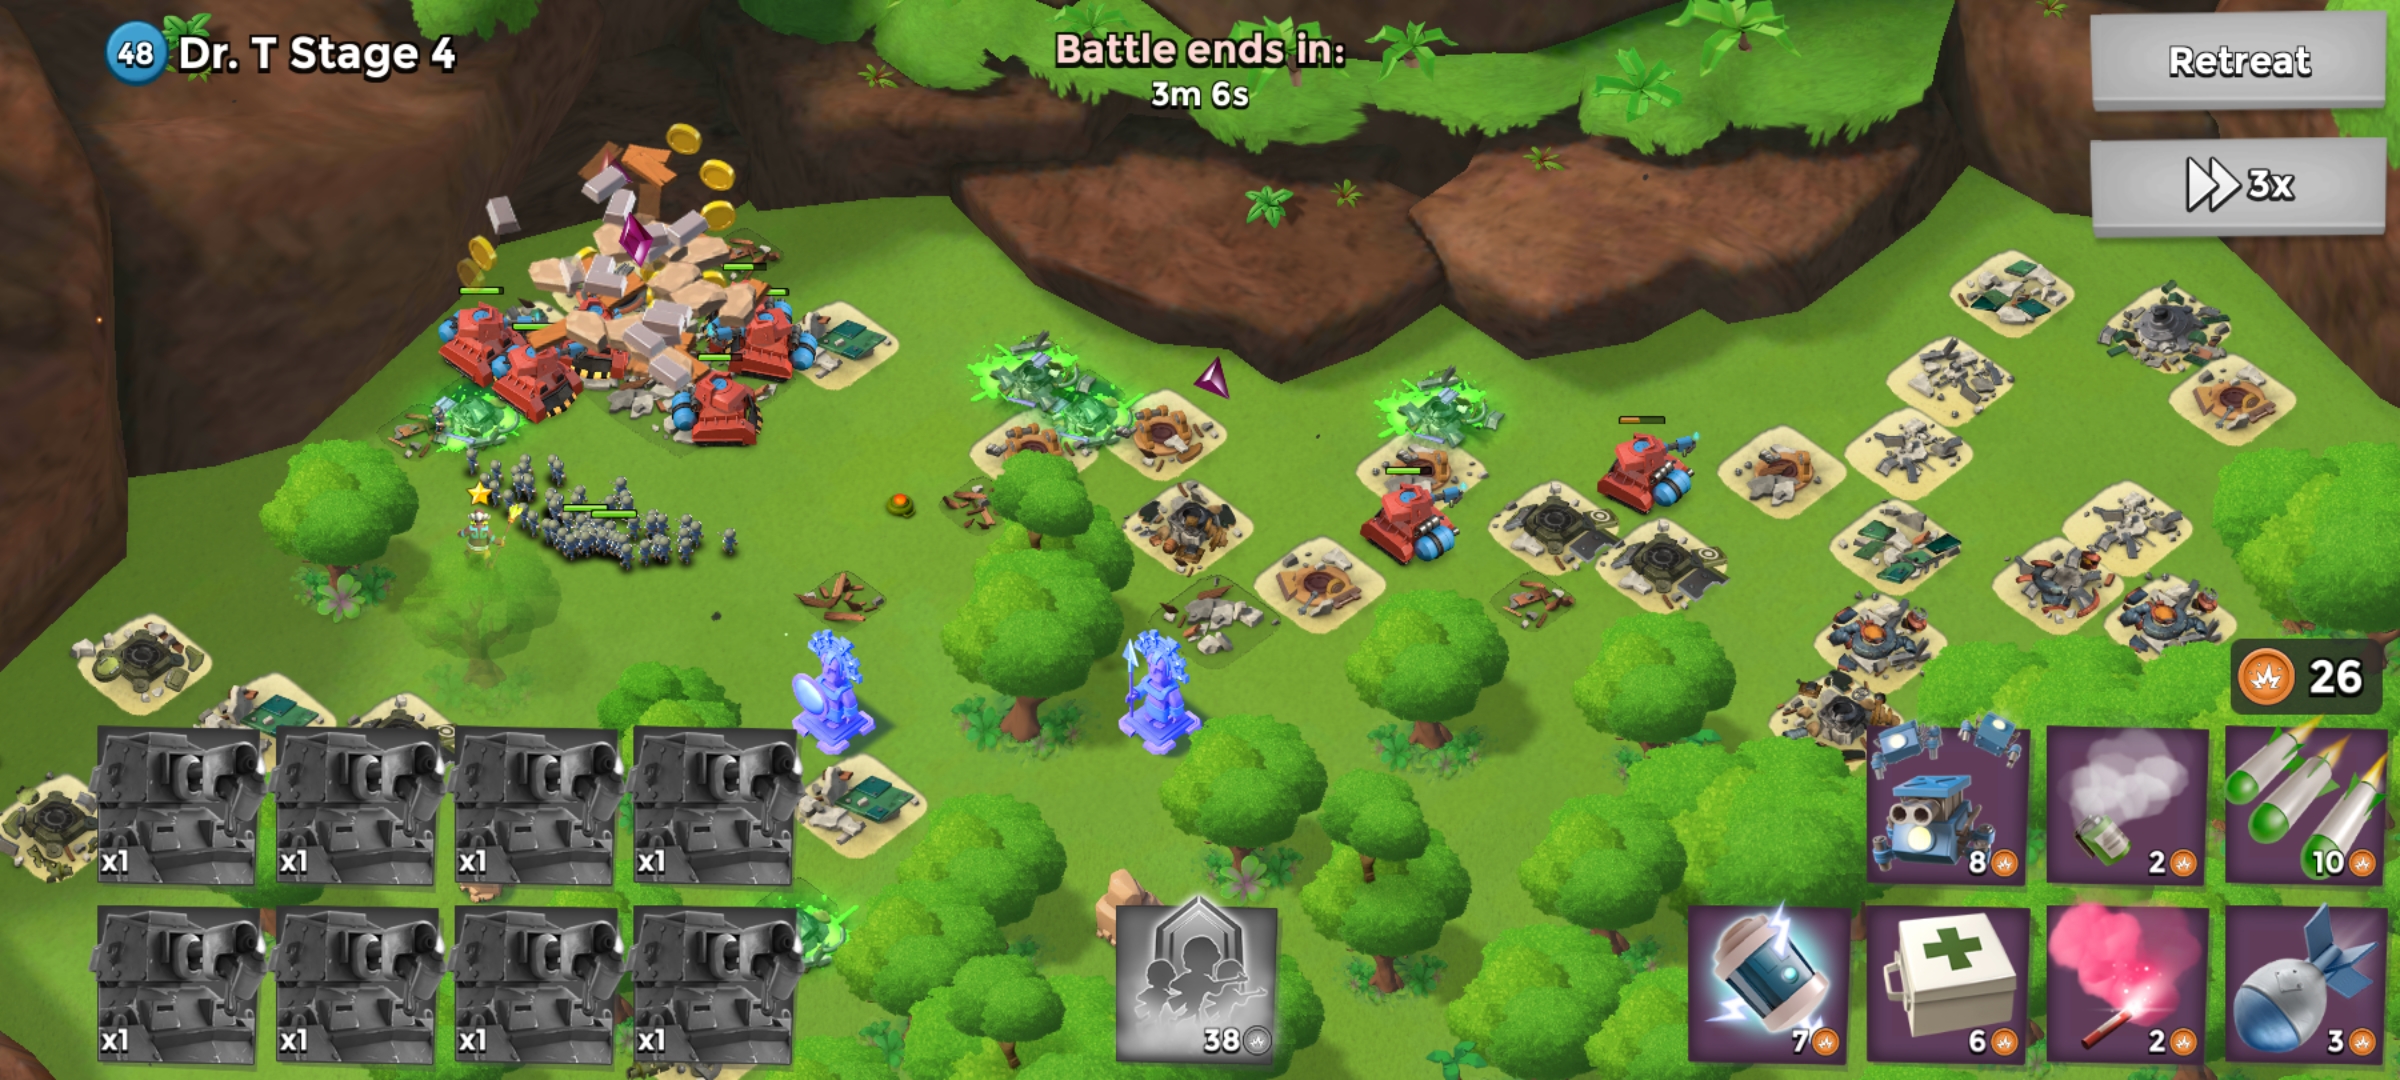 48 Dr. T Stage 4
Battle ends in:
3m 6s
Retreat
3x
26
x1 x1 x1 x1
8 2 10
x1 x1 x1 x1
38
7 6 2 3